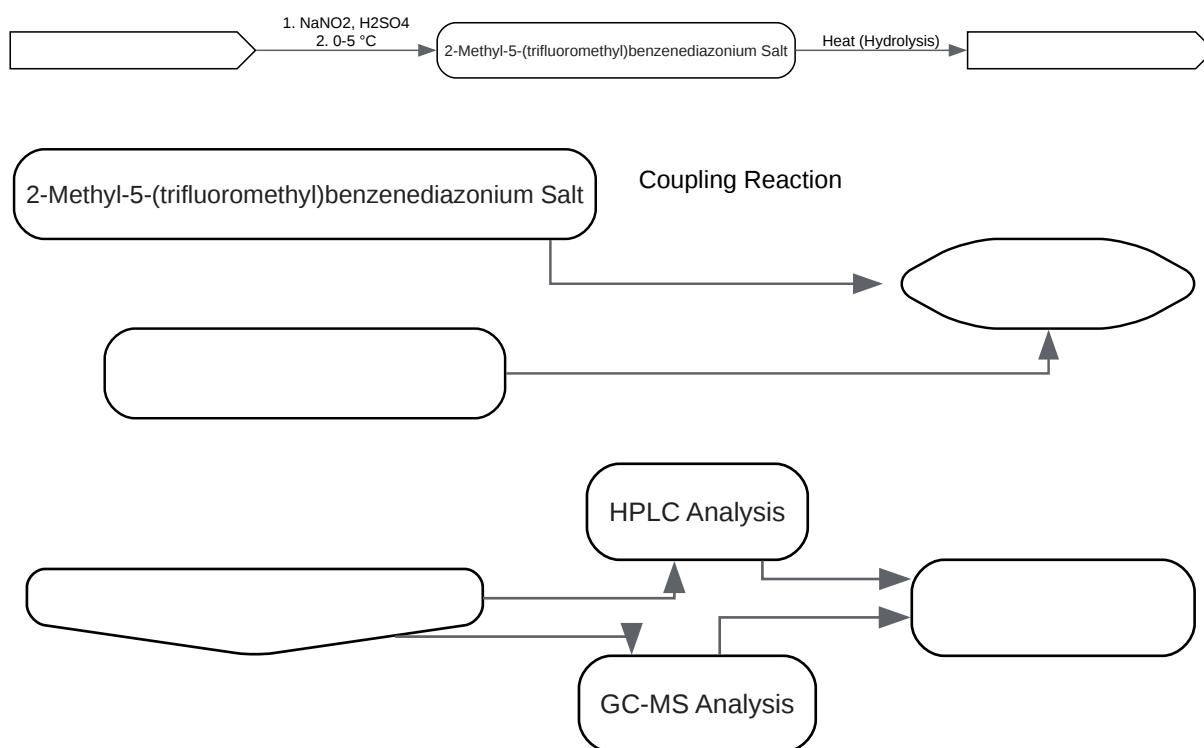 1. NaNO2, H2SO4
2. 0-5 °C
2-Methyl-5-(trifluoromethyl)benzenediazonium Salt
Heat (Hydrolysis)
2-Methyl-5-(trifluoromethyl)benzenediazonium Salt
Coupling Reaction
HPLC Analysis
GC-MS Analysis